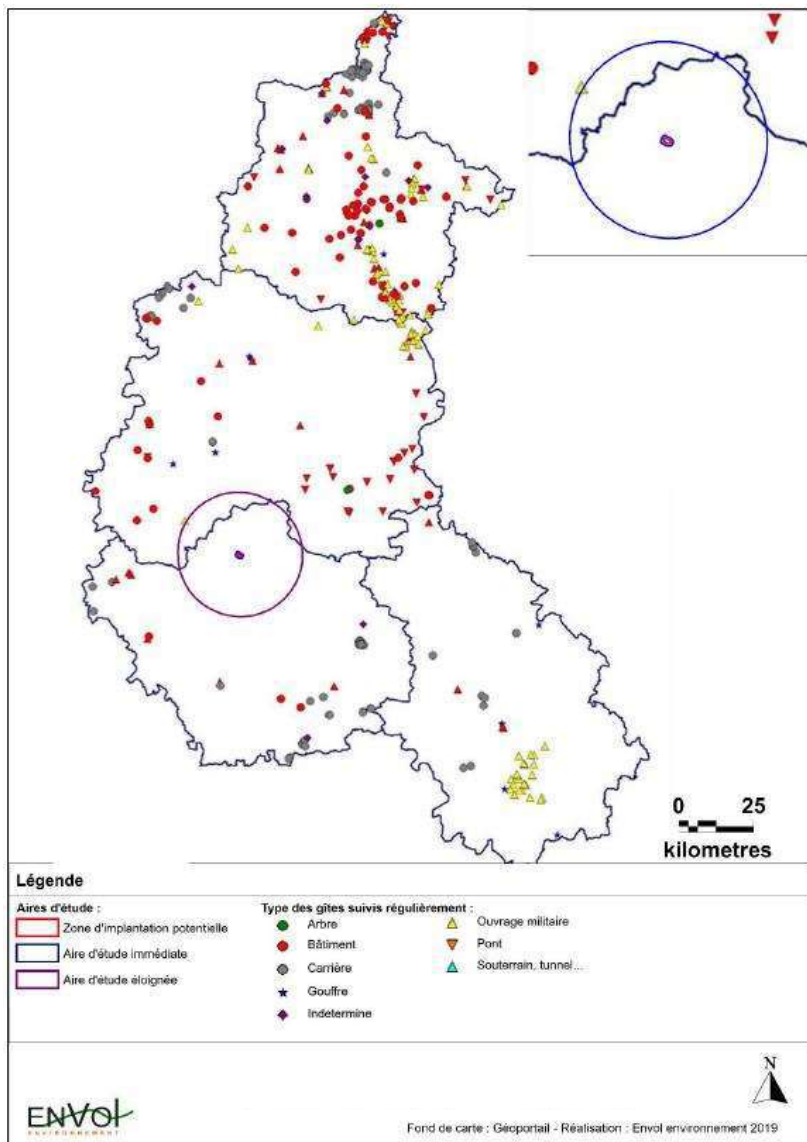 0 25
kilometres
Légende
Aires d'étude :
Zone d'implantation potentielle
Aire d'étude immédiate
Aire d'étude éloignée
Type des gîtes suivis régulièrement :
Arbre
Bâtiment
Carrière
Gouffre
Indetermine
Ouvrage militaire
Pont
Souterrain, tunnel...
N
ENVOL
ENVIRONNEMENT
Fond de carte : Géoportail - Réalisation : Envol environnement 2019